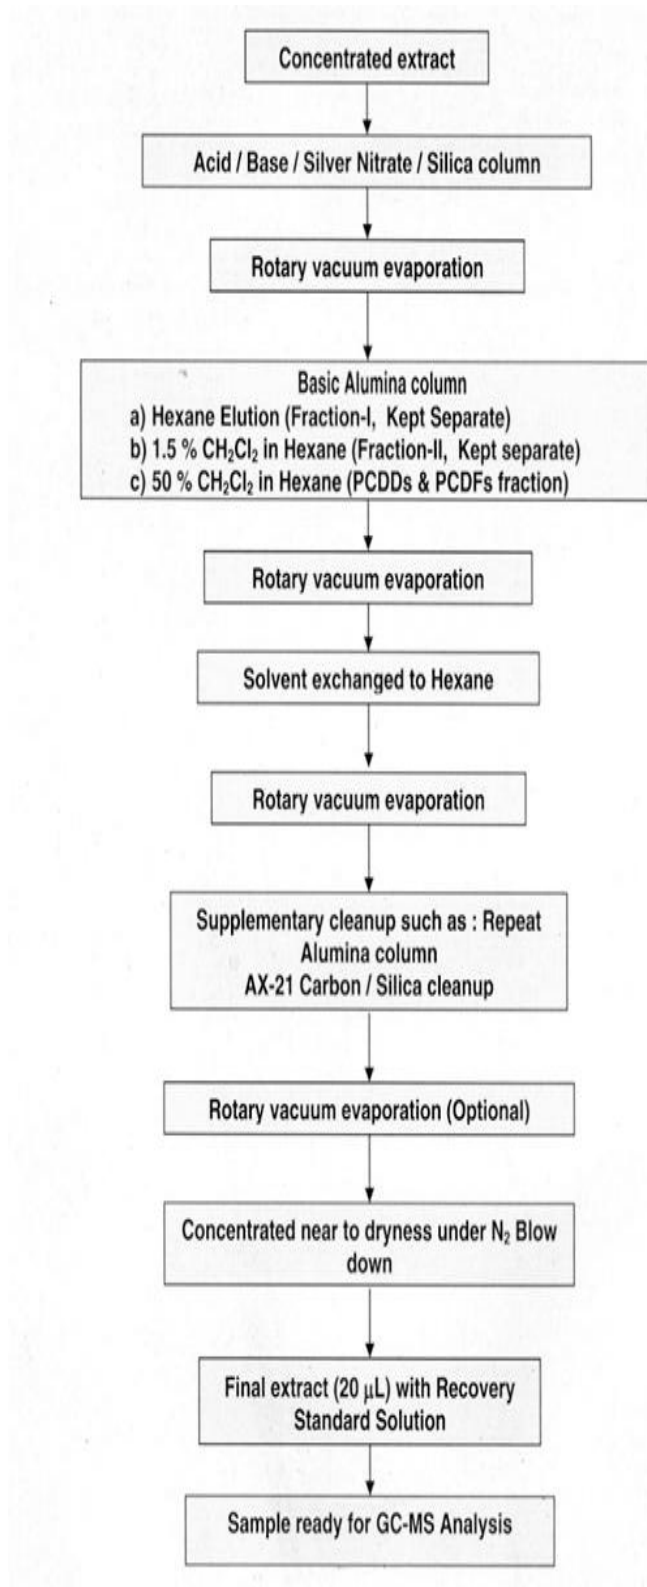 Concentrated extract
Acid / Base / Silver Nitrate / Silica column
Rotary vacuum evaporation
Basic Alumina column
a) Hexane Elution (Fraction-I, Kept Separate)
b) 1.5 % CH₂Cl₂ in Hexane (Fraction-II, Kept separate)
c) 50 % CH₂Cl₂ in Hexane (PCDDs & PCDFs fraction)
Rotary vacuum evaporation
Solvent exchanged to Hexane
Rotary vacuum evaporation
Supplementary cleanup such as : Repeat
Alumina column
AX-21 Carbon / Silica cleanup
Rotary vacuum evaporation (Optional)
Concentrated near to dryness under N₂ Blow
down
Final extract (20 µL) with Recovery
Standard Solution
Sample ready for GC-MS Analysis